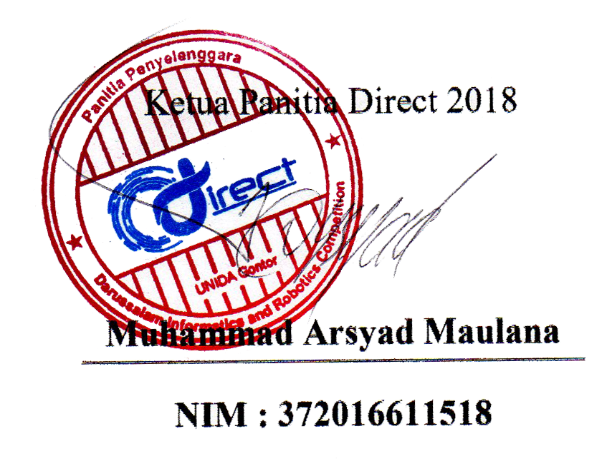 Panitia Penyelenggara
Ketua Panitia Direct 2018
Direct
UNIDA Gontor
Darussalam Informatics and Robotics Competition
Muhammad Arsyad Maulana
NIM : 372016611518